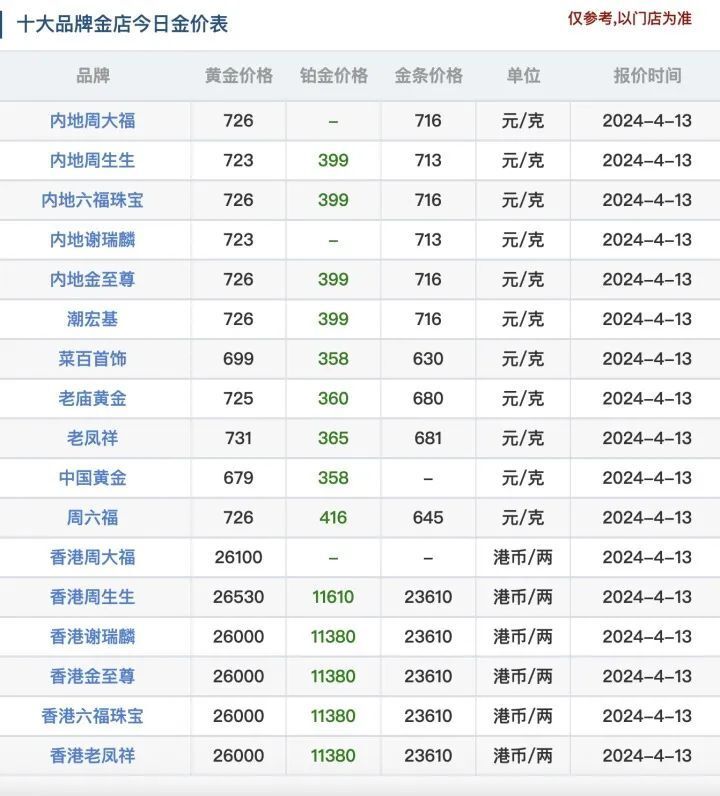 十大品牌金店今日金价表 仅参考,以门店为准
品牌 黄金价格 铂金价格 金条价格 单位 报价时间
内地周大福 726 – 716 元/克 2024–4–13
内地周生生 723 399 713 元/克 2024–4–13
内地六福珠宝 726 399 716 元/克 2024–4–13
内地谢瑞麟 723 – 713 元/克 2024–4–13
内地金至尊 726 399 716 元/克 2024–4–13
潮宏基 726 399 716 元/克 2024–4–13
菜百首饰 699 358 630 元/克 2024–4–13
老庙黄金 725 360 680 元/克 2024–4–13
老凤祥 731 365 681 元/克 2024–4–13
中国黄金 679 358 – 元/克 2024–4–13
周六福 726 416 645 元/克 2024–4–13
香港周大福 26100 – – 港币/两 2024–4–13
香港周生生 26530 11610 23610 港币/两 2024–4–13
香港谢瑞麟 26000 11380 23610 港币/两 2024–4–13
香港金至尊 26000 11380 23610 港币/两 2024–4–13
香港六福珠宝 26000 11380 23610 港币/两 2024–4–13
香港老凤祥 26000 11380 23610 港币/两 2024–4–13